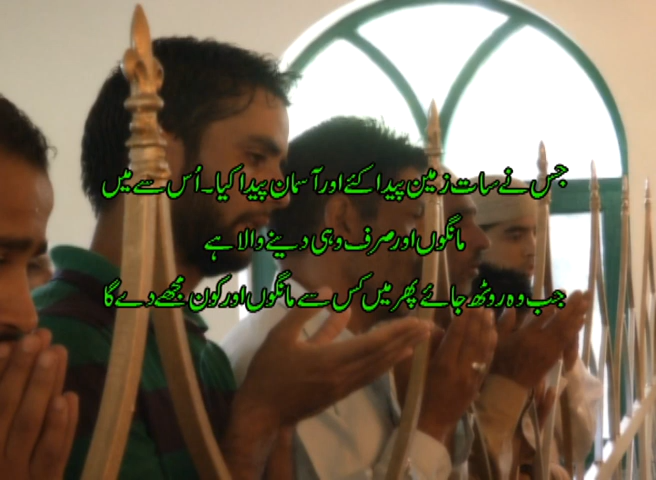 جس نے سات زمین پیدا کئے اور آسمان پیدا کیا۔ اُس سے میں
مانگوں اور صرف وہی دینے والا ہے
جب وہ روٹھ جائے پھر میں کس سے مانگوں اور کون مجھے دے گا